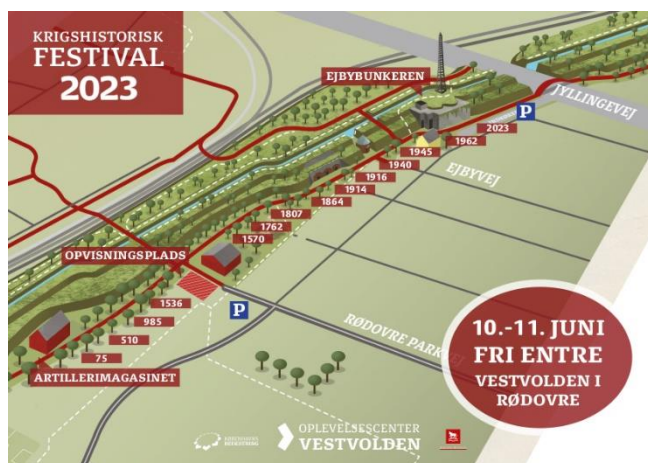 KRIGSHISTORISK
FESTIVAL
2023
EJBYBUNKEREN
JYLLINGEVEJ
P
2023
1962
1945
1940
1916
1914
1864
1807
1762
1570
EJBYVEJ
OPVISNINGSPLADS
1536
985
510
75
P
RØDOVRE PARKVEJ
ARTILLERIMAGASINET
10.-11. JUNI
FRI ENTRE
VESTVOLDEN I
RØDOVRE
OPLEVELSESCENTER
VESTVOLDEN